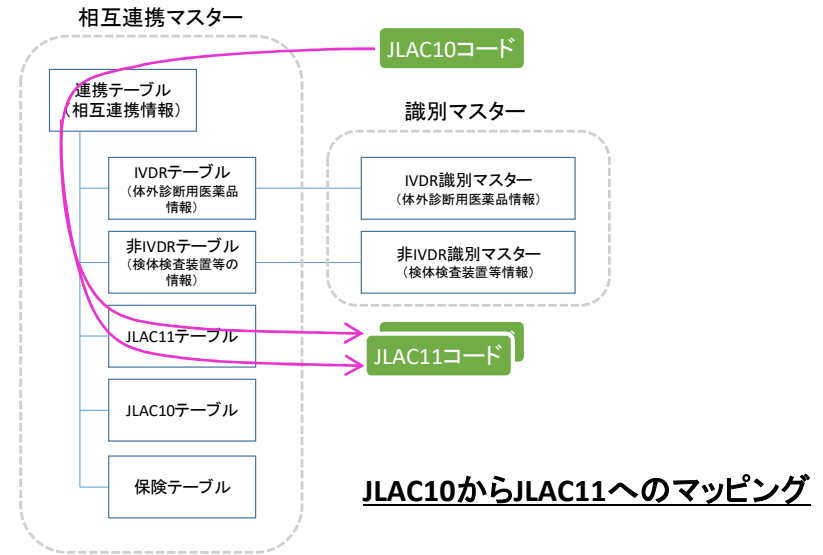 相互連携マスター
JLAC10コード
連携テーブル
(相互連携情報)
識別マスター
IVDRテーブル
(体外診断用医薬品
情報)
IVDR識別マスター
(体外診断用医薬品情報)
非IVDRテーブル
(検体検査装置等の
情報)
非IVDR識別マスター
(検体検査装置等情報)
JLAC11テーブル
JLAC11コード
JLAC10テーブル
保険テーブル
JLAC10からJLAC11へのマッピング